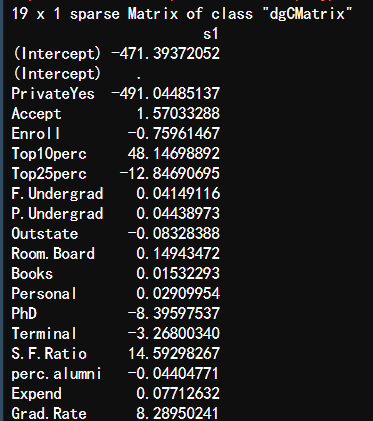 19 x 1 sparse Matrix of class "dgCMatrix"
s1
(Intercept) -471.39372052
(Intercept) .
PrivateYes -491.04485137
Accept 1.57033288
Enroll -0.75961467
Top10perc 48.14698892
Top25perc -12.84690695
F.Undergrad 0.04149116
P.Undergrad 0.04438973
Outstate -0.08328388
Room.Board 0.14943472
Books 0.01532293
Personal 0.02909954
PhD -8.39597537
Terminal -3.26800340
S.F.Ratio 14.59298267
perc.alumni -0.04404771
Expend 0.07712632
Grad.Rate 8.28950241